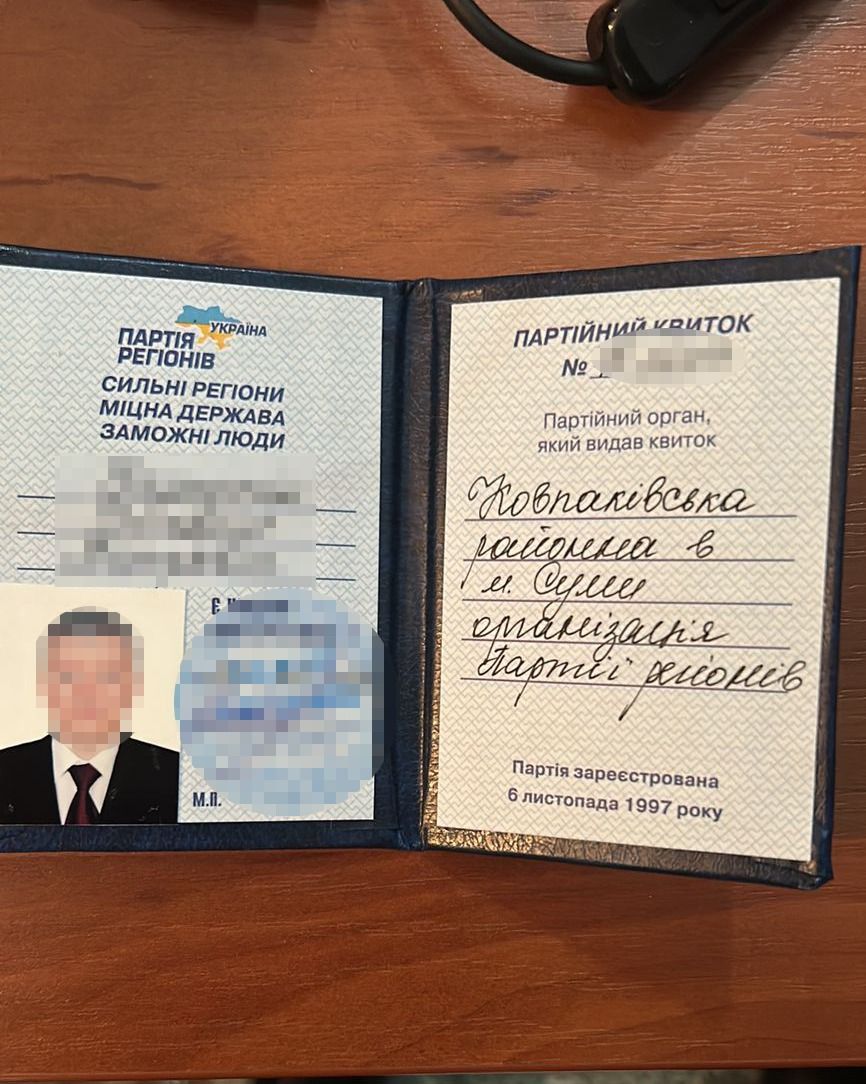 УКРАЇНА
ПАРТІЯ
РЕГІОНІВ
СИЛЬНІ РЕГІОНИ
МІЦНА ДЕРЖАВА
ЗАМОЖНІ ЛЮДИ
М.П.
ПАРТІЙНИЙ КВИТОК
№
Партійний орган,
який видав квиток
Ковпаківська
районна в
м. Суми
організація
Партії регіонів
Партія зареєстрована
6 листопада 1997 року